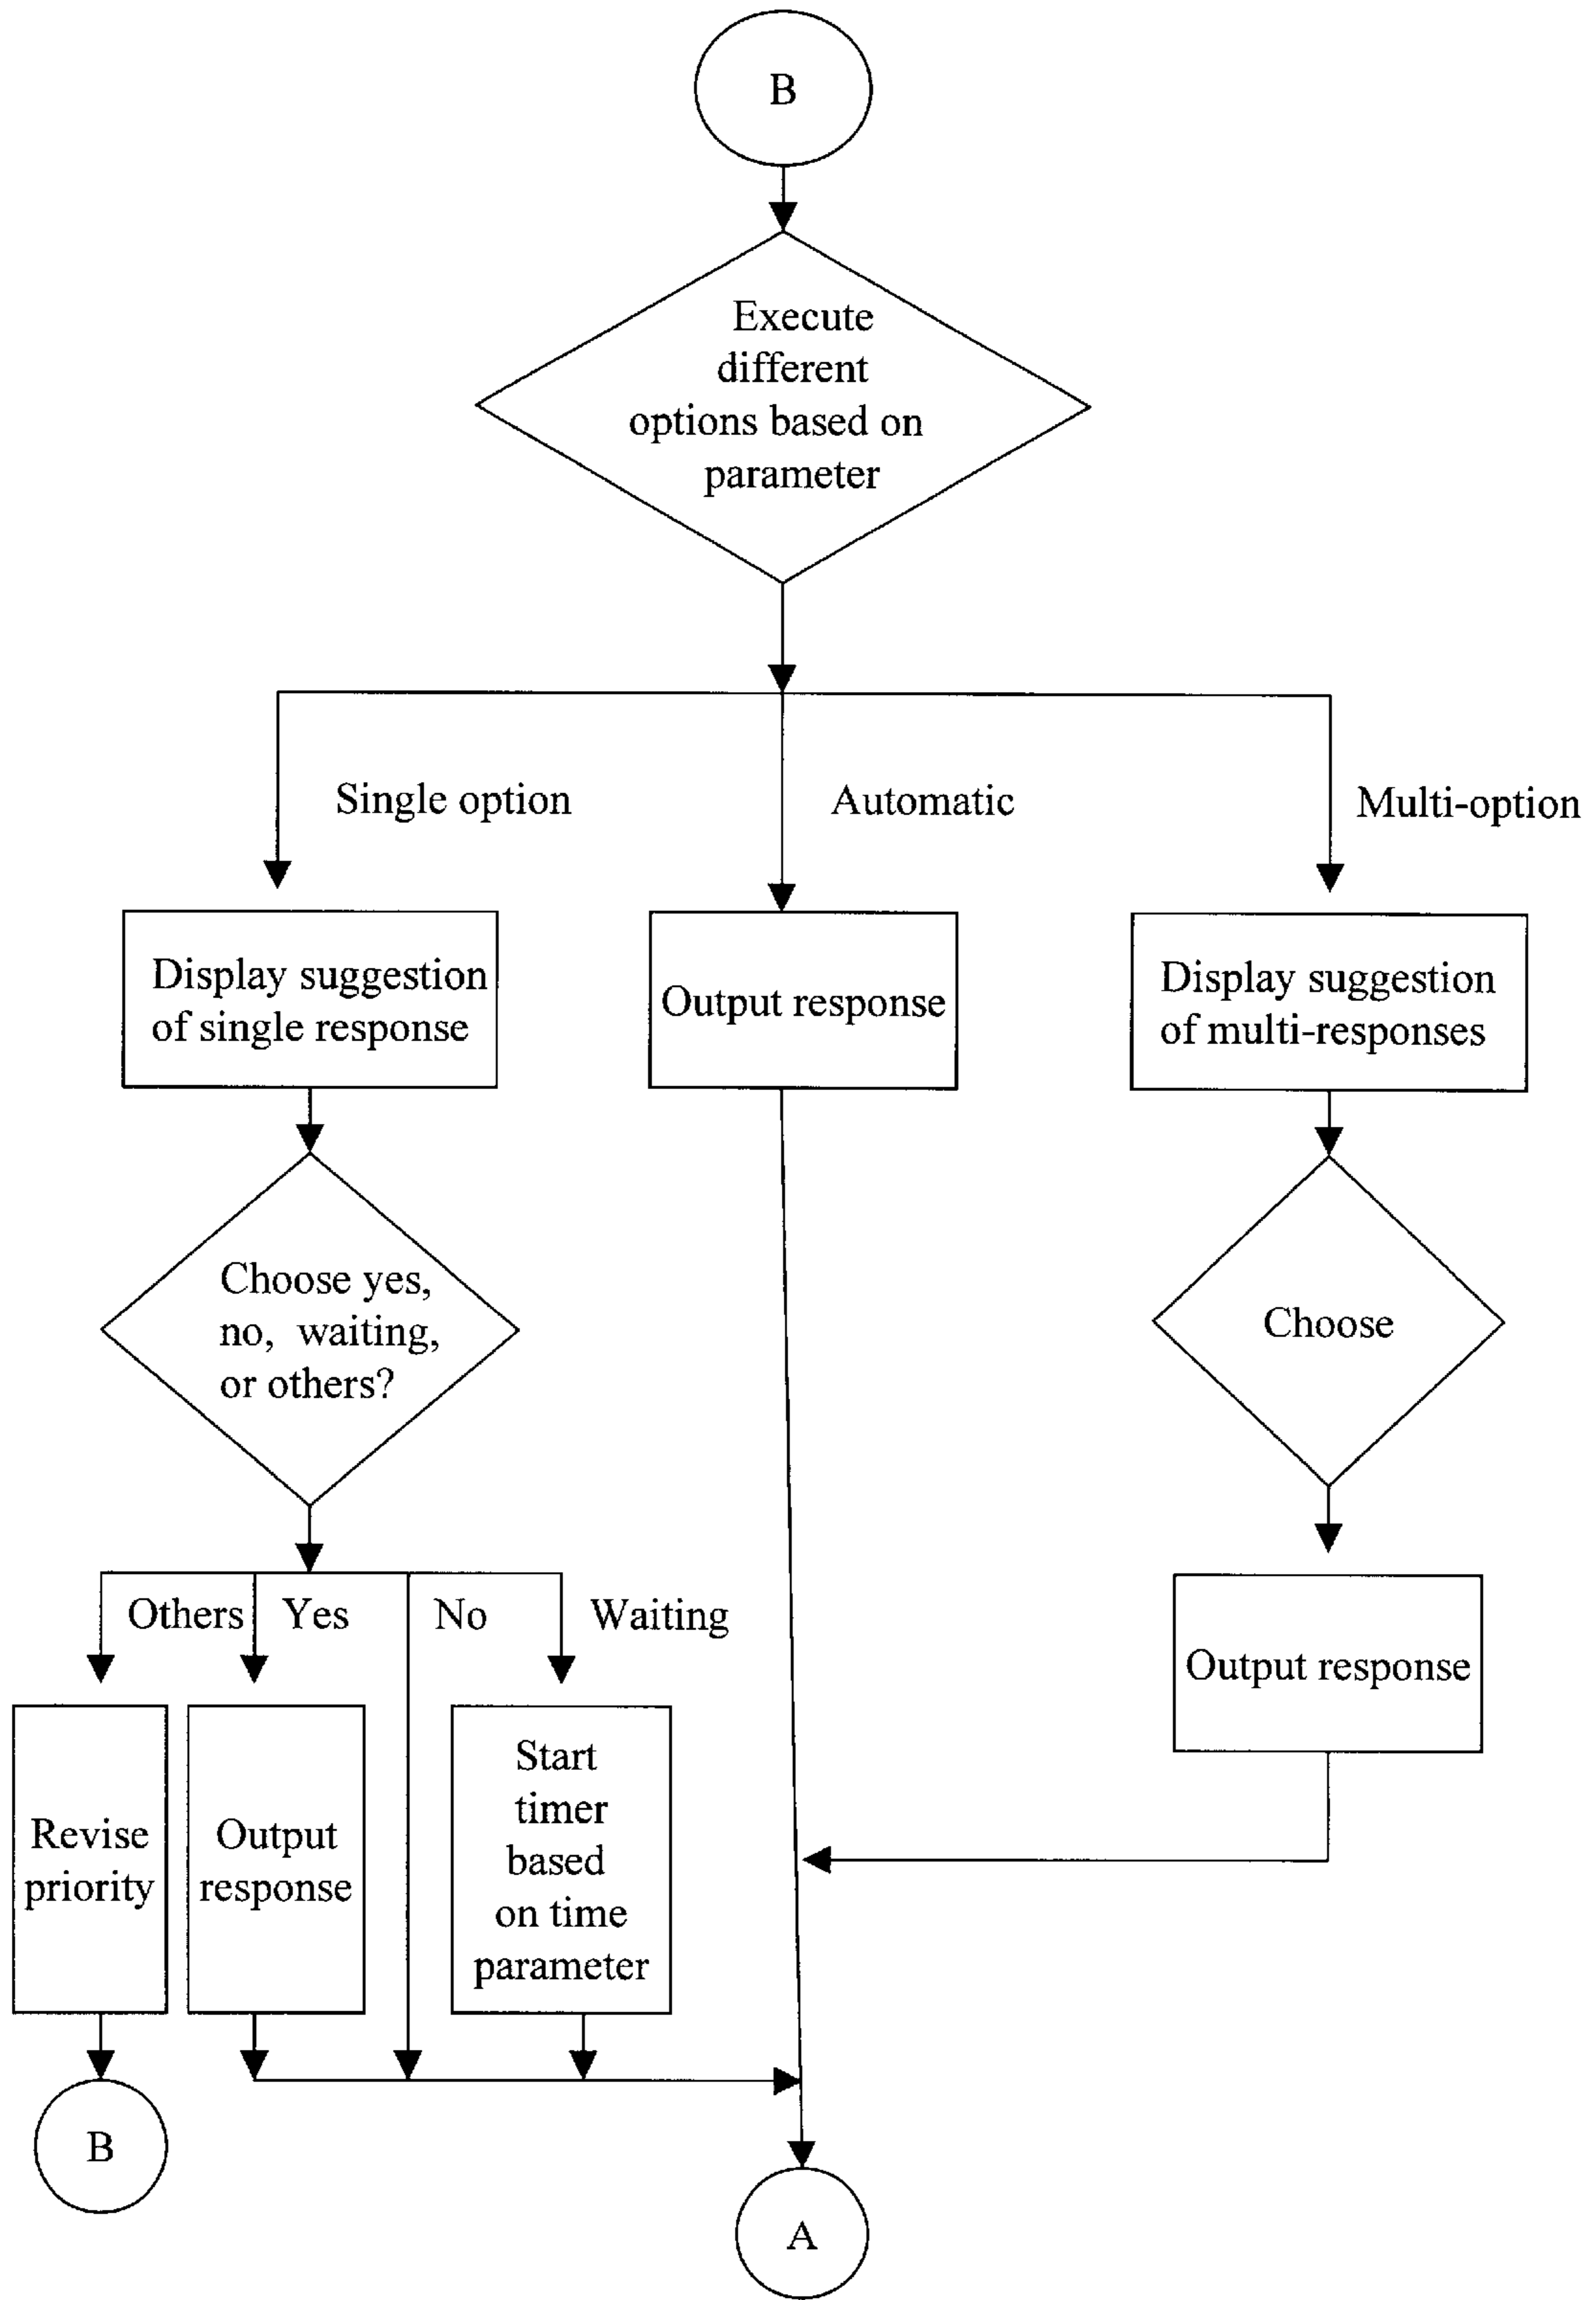 B
Execute
different
options based on
parameter
Single option
Automatic
Multi-option
Display suggestion
of single response
Output response
Display suggestion
of multi-responses
Choose yes,
no, waiting,
or others?
Choose
Others
Yes
No
Waiting
Output response
Revise
priority
Output
response
Start
timer
based
on time
parameter
B
A